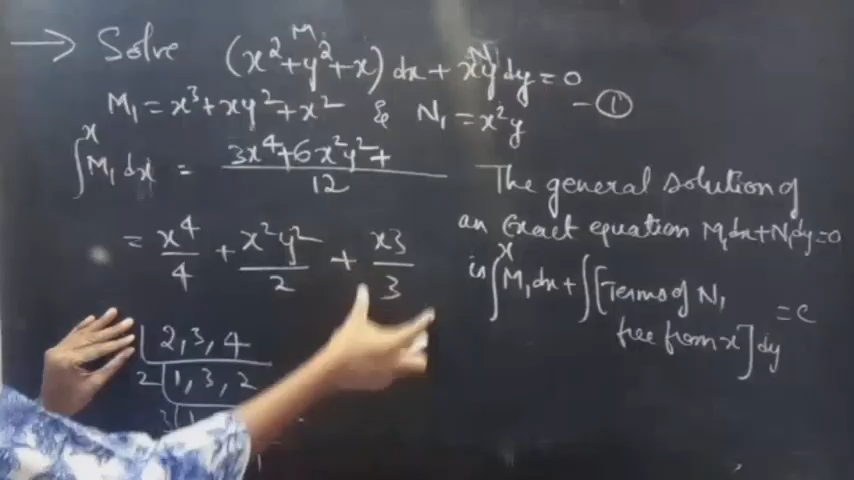 → Solve (x²+y²+x)dx + xy dy = 0 - ①
M N
M₁ = x³+xy²+x² & N₁ = x²y
∫ˣ M₁dx = 3x⁴+6x²y²+ / 12
= x⁴/4 + x²y²/2 + x3/3
2,3,4
2 1,3,2
3
The general solution of
an Exact equation M₁dx+N₁dy=0
is ∫ˣ M₁dx + ∫[Terms of N₁
free from x]dy = c